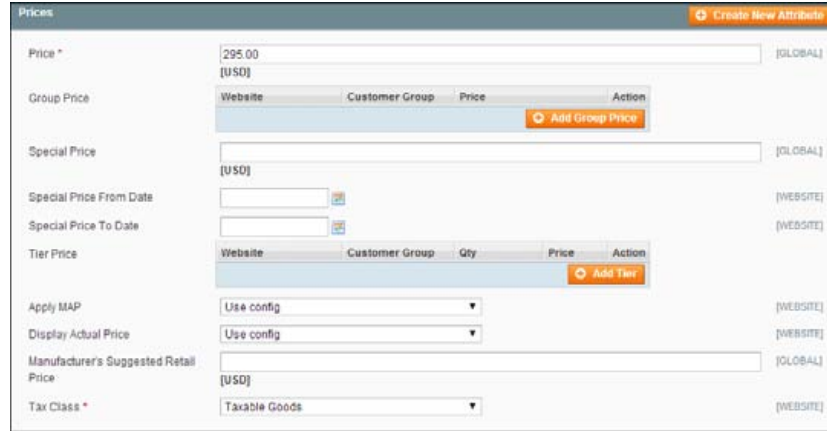 Prices
Create New Attribute
Price * 295.00 [GLOBAL]
[USD]
Group Price Website Customer Group Price Action
Add Group Price
Special Price [GLOBAL]
[USD]
Special Price From Date [WEBSITE]
Special Price To Date [WEBSITE]
Tier Price Website Customer Group Qty Price Action
Add Tier
Apply MAP Use config [WEBSITE]
Display Actual Price Use config [WEBSITE]
Manufacturer's Suggested Retail Price [GLOBAL]
[USD]
Tax Class * Taxable Goods [WEBSITE]